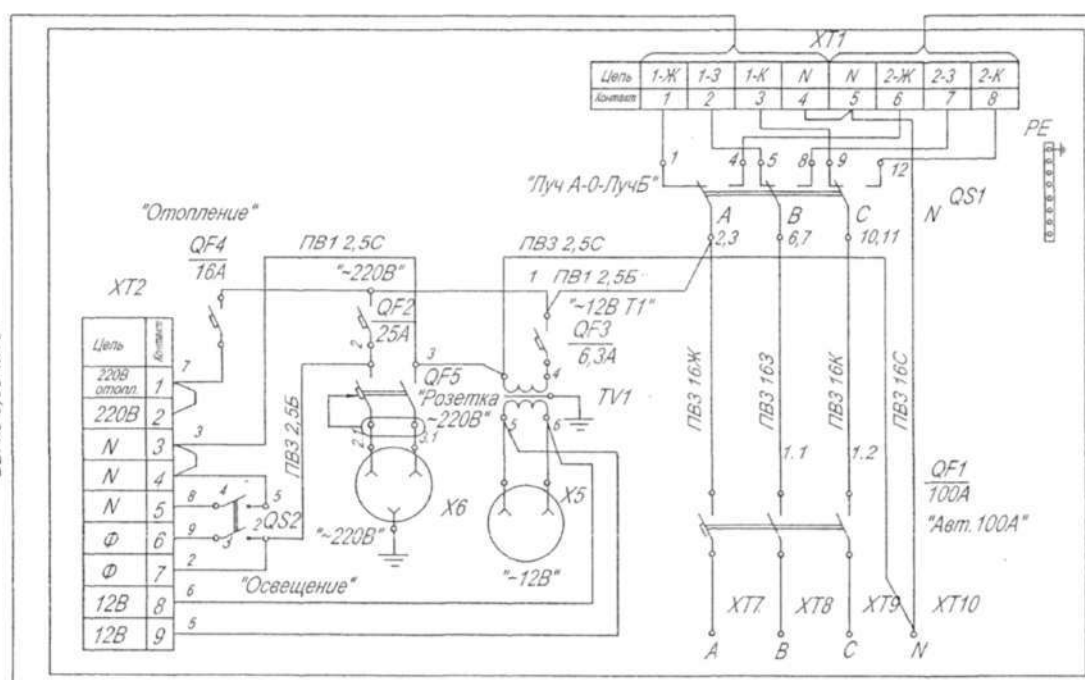 XT1
Цепь 1-Ж 1-З 1-К N N 2-Ж 2-З 2-К
Контакт 1 2 3 4 5 6 7 8
PE
1 4 5 8 9 12
"Луч А-0-ЛучБ"
QS1
A B C N
2,3 6,7 10,11
"Отопление"
QF4
16А
ПВ1 2,5С
ПВ3 2,5С
"~220В"
1 ПВ1 2,5Б
XT2
QF2
25А
"~12В Т1"
QF3
6,3А
Цепь Контакт
220В отопл. 1 7
220В 2
N 3 3
N 4
N 5 8 4 5
Ф 6 9 3 2
Ф 7 2
12В 8 6
12В 9 5
QS2
"Освещение"
ПВ3 2,5Б
2
3
4
QF5
"Розетка
~220В"
TV1
2 3.1
5 6
X6
"~220В"
X5
"~12В"
ПВ3 16Ж
ПВ3 16З
ПВ3 16К
ПВ3 16С
1.1 1.2
QF1
100А
"Авт.100А"
XT7 XT8 XT9 XT10
A B C N